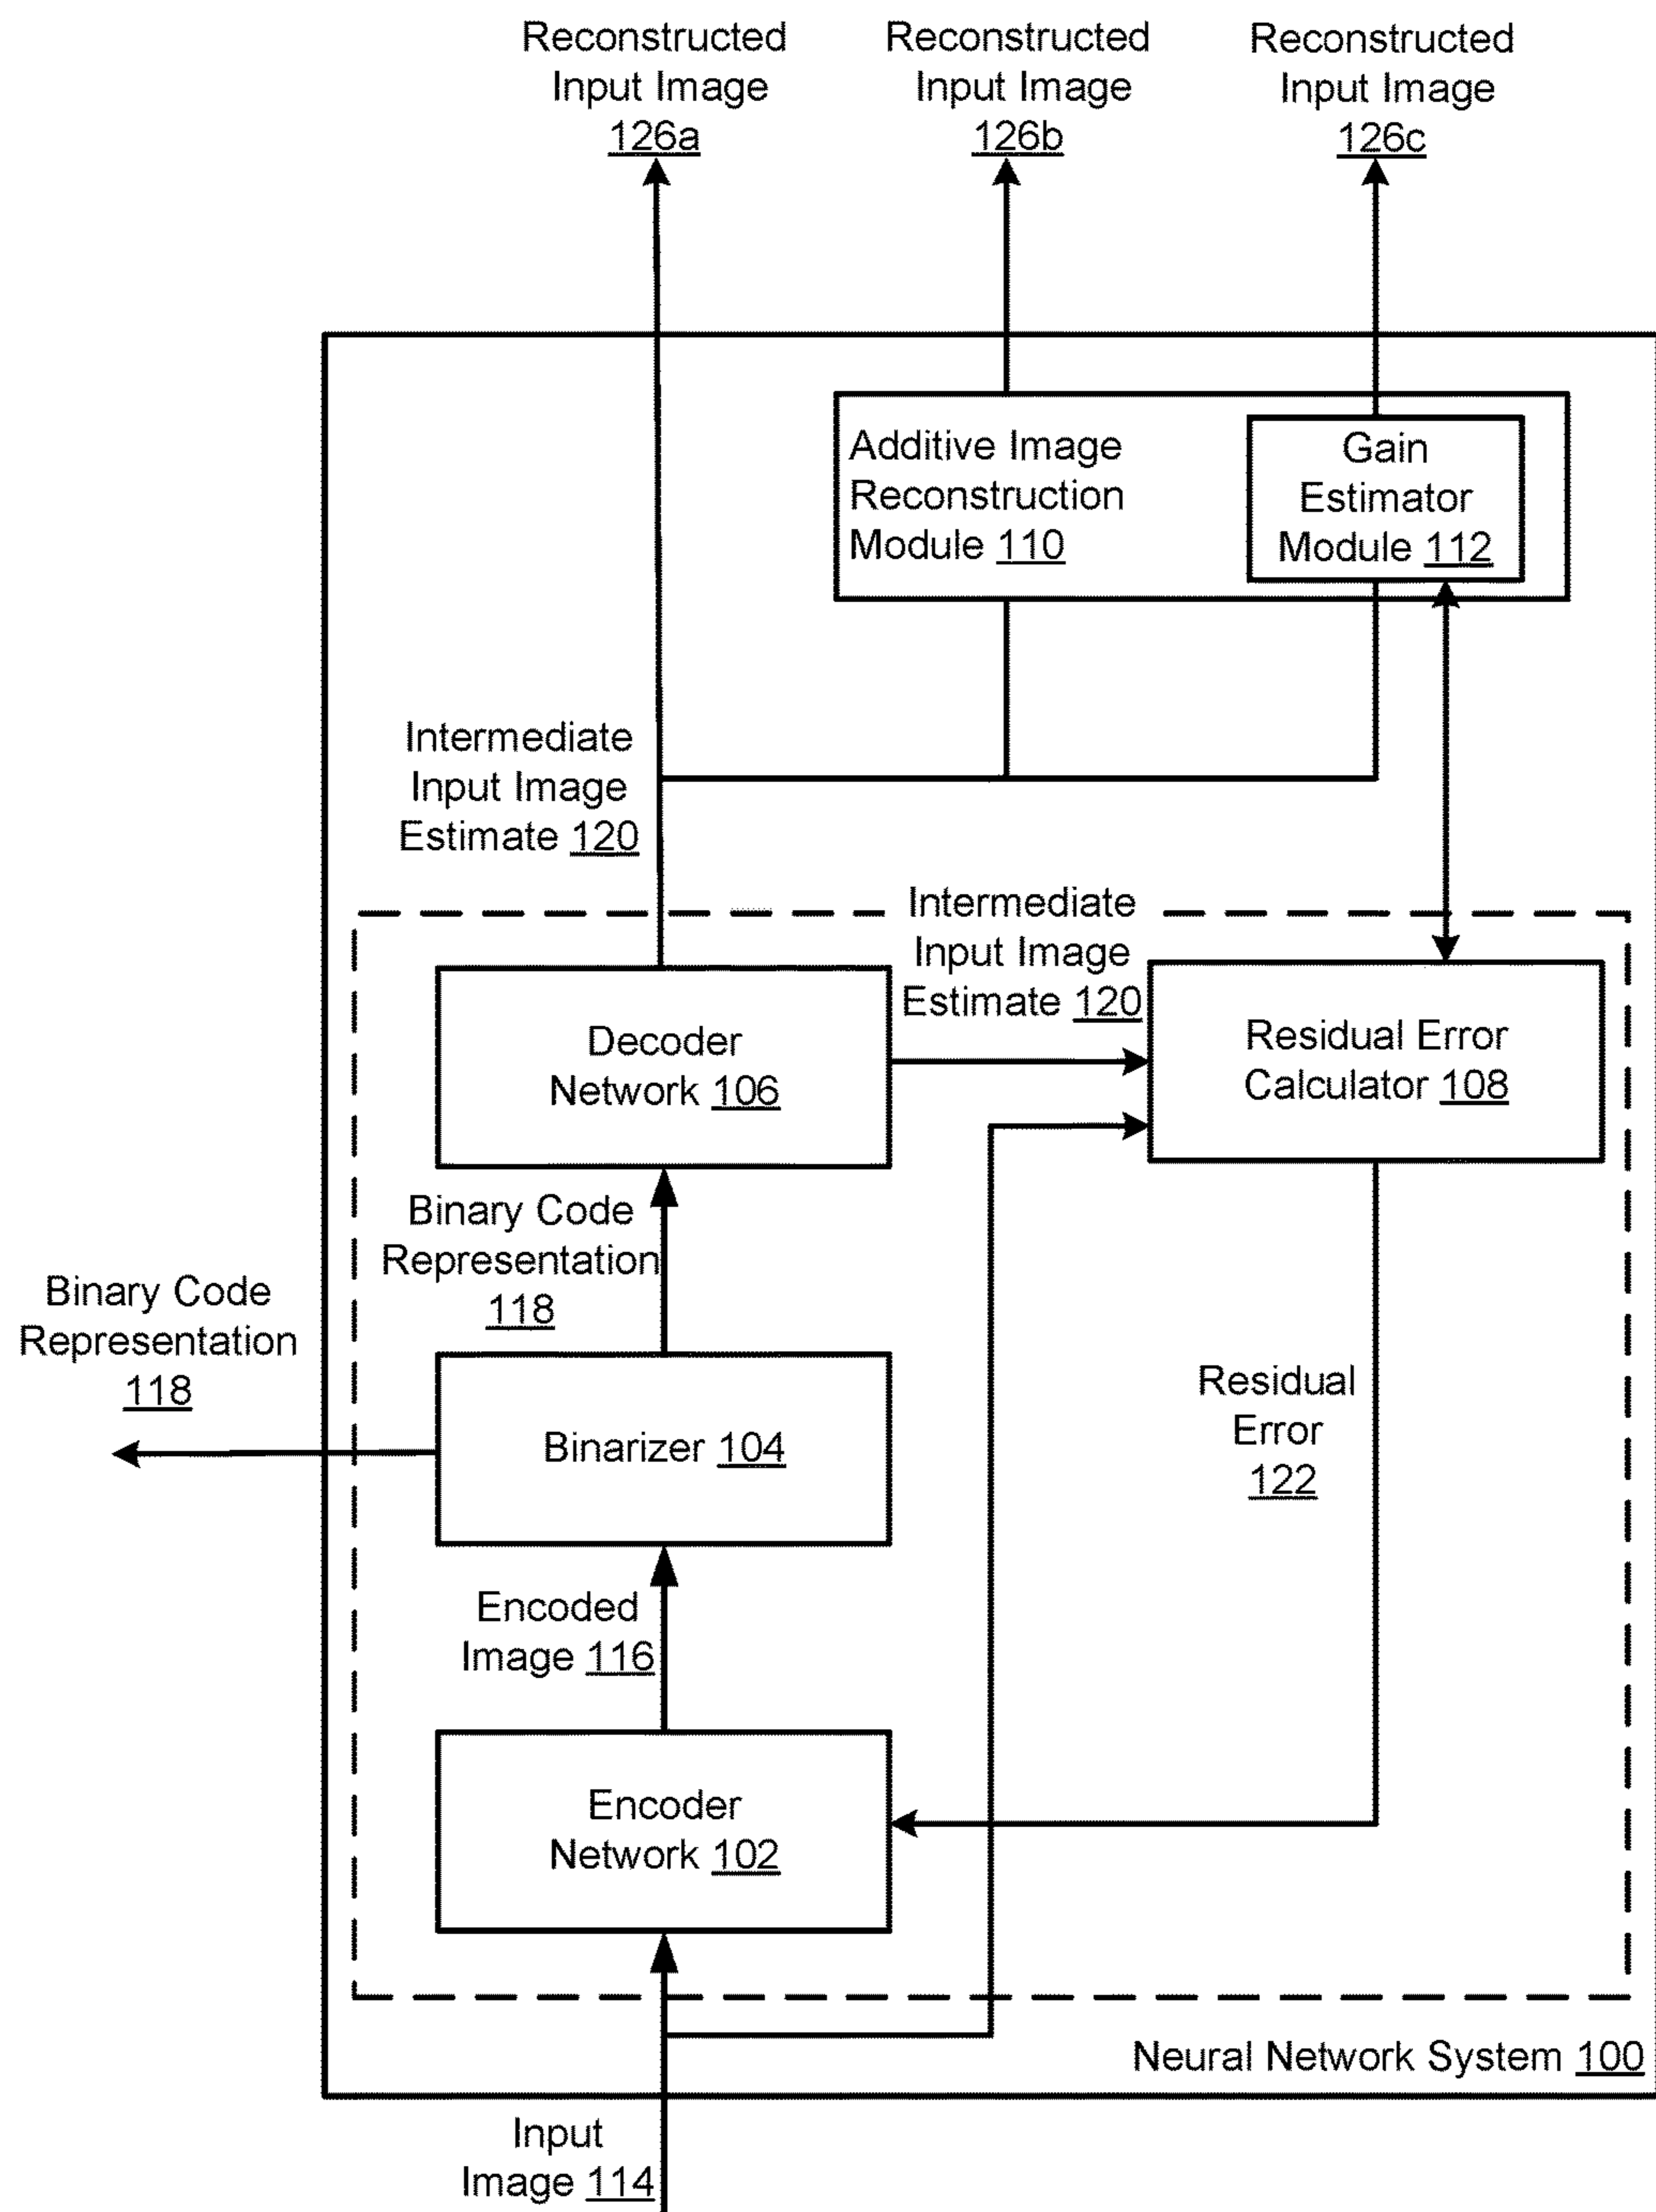 Reconstructed
Input Image
126a
Reconstructed
Input Image
126b
Reconstructed
Input Image
126c
Additive Image
Reconstruction
Module 110
Gain
Estimator
Module 112
Intermediate
Input Image
Estimate 120
Intermediate
Input Image
Estimate 120
Decoder
Network 106
Residual Error
Calculator 108
Binary Code
Representation
118
Binary Code
Representation
118
Binarizer 104
Residual
Error
122
Encoded
Image 116
Encoder
Network 102
Neural Network System 100
Input
Image 114